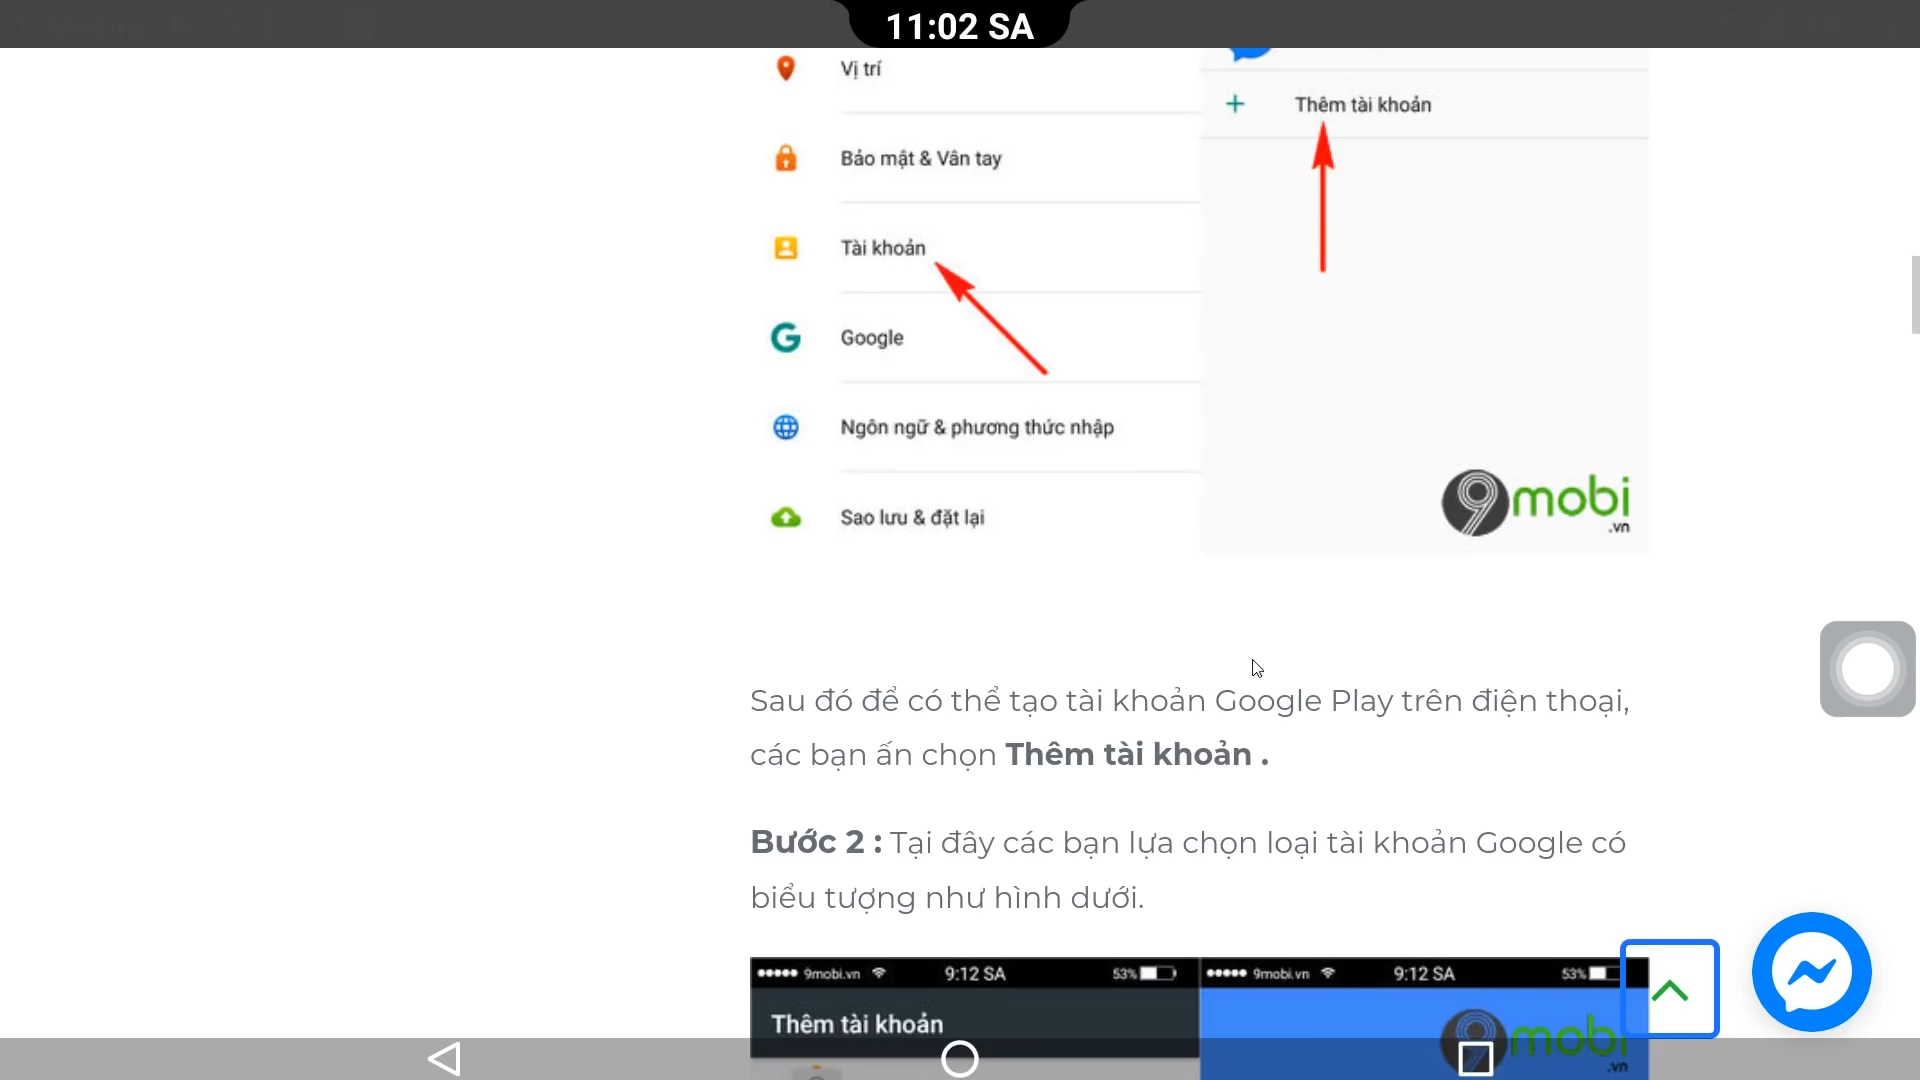 11:02 SA
Vị trí
Bảo mật & Vân tay
Tài khoản
Google
Ngôn ngữ & phương thức nhập
Sao lưu & đặt lại
Thêm tài khoản
9mobi
.vn
Sau đó để có thể tạo tài khoản Google Play trên điện thoại,
các bạn ấn chọn Thêm tài khoản .
Bước 2 : Tại đây các bạn lựa chọn loại tài khoản Google có
biểu tượng như hình dưới.
9mobi.vn 9:12 SA 53%
Thêm tài khoản
9mobi.vn 9:12 SA 53%
9mobi
.vn